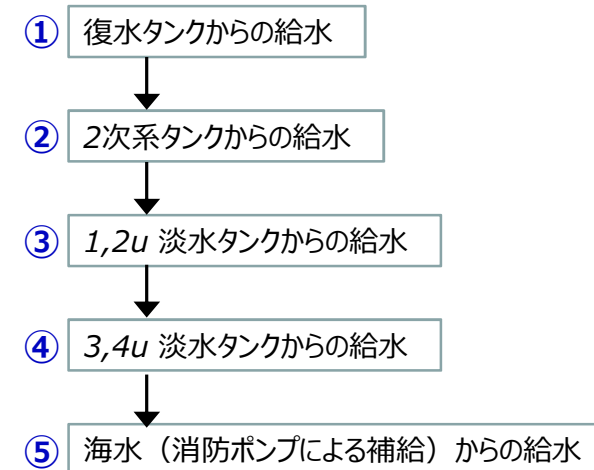 ① 復水タンクからの給水
② 2次系タンクからの給水
③ 1,2u 淡水タンクからの給水
④ 3,4u 淡水タンクからの給水
⑤ 海水（消防ポンプによる補給）からの給水